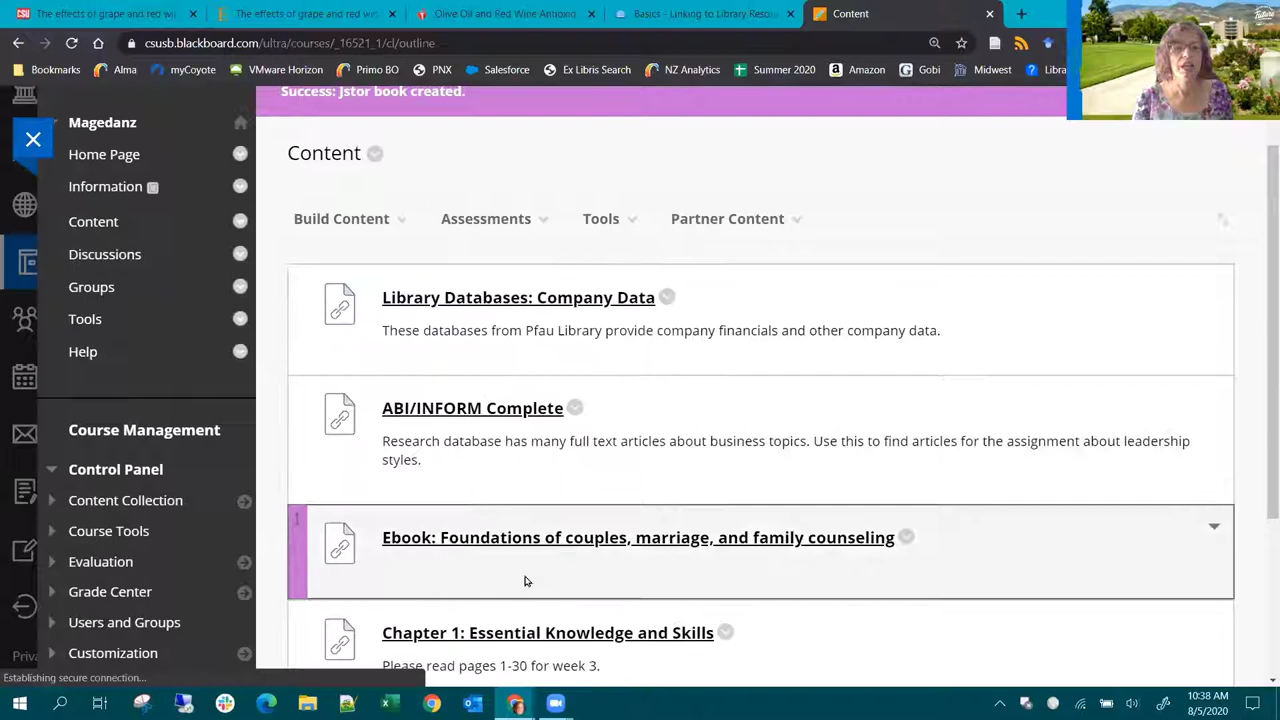 The effects of grape and red wi
The effects of grape and red wi
Olive Oil and Red Wine Antioxid
Basics - Linking to Library Resou
Content
csusb.blackboard.com/ultra/courses/_16521_1/cl/outline
Bookmarks
Alma
myCoyote
VMware Horizon
Primo BO
PNX
Salesforce
Ex Libris Search
NZ Analytics
Summer 2020
Amazon
Gobi
Midwest
Libra
Success: Jstor book created.
Magedanz
Home Page
Information
Content
Discussions
Groups
Tools
Help
Course Management
Control Panel
Content Collection
Course Tools
Evaluation
Grade Center
Users and Groups
Customization
Content
Build Content
Assessments
Tools
Partner Content
Library Databases: Company Data
These databases from Pfau Library provide company financials and other company data.
ABI/INFORM Complete
Research database has many full text articles about business topics. Use this to find articles for the assignment about leadership
styles.
Ebook: Foundations of couples, marriage, and family counseling
Chapter 1: Essential Knowledge and Skills
Please read pages 1-30 for week 3.
Priva
Establishing secure connection...
10:38 AM
8/5/2020